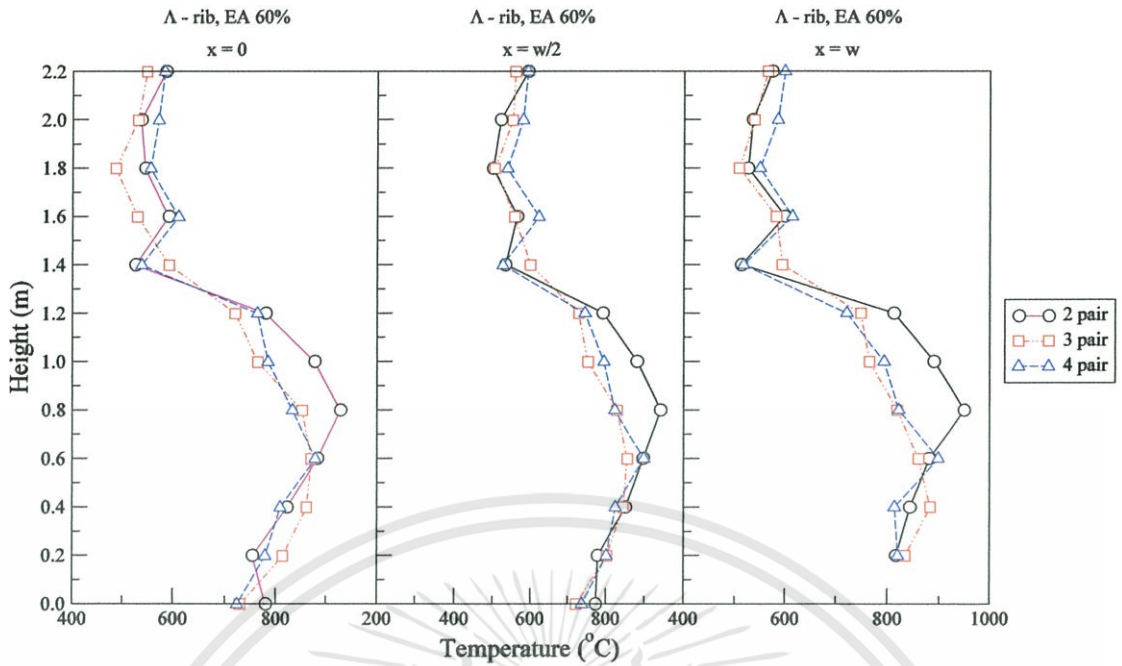 Λ - rib, EA 60%
x = 0
Λ - rib, EA 60%
x = w/2
Λ - rib, EA 60%
x = w
Height (m)
2.2
2.0
1.8
1.6
1.4
1.2
1.0
0.8
0.6
0.4
0.2
0.0
400
600
800
200
600
800
400
600
800
1000
Temperature (°C)
2 pair
3 pair
4 pair